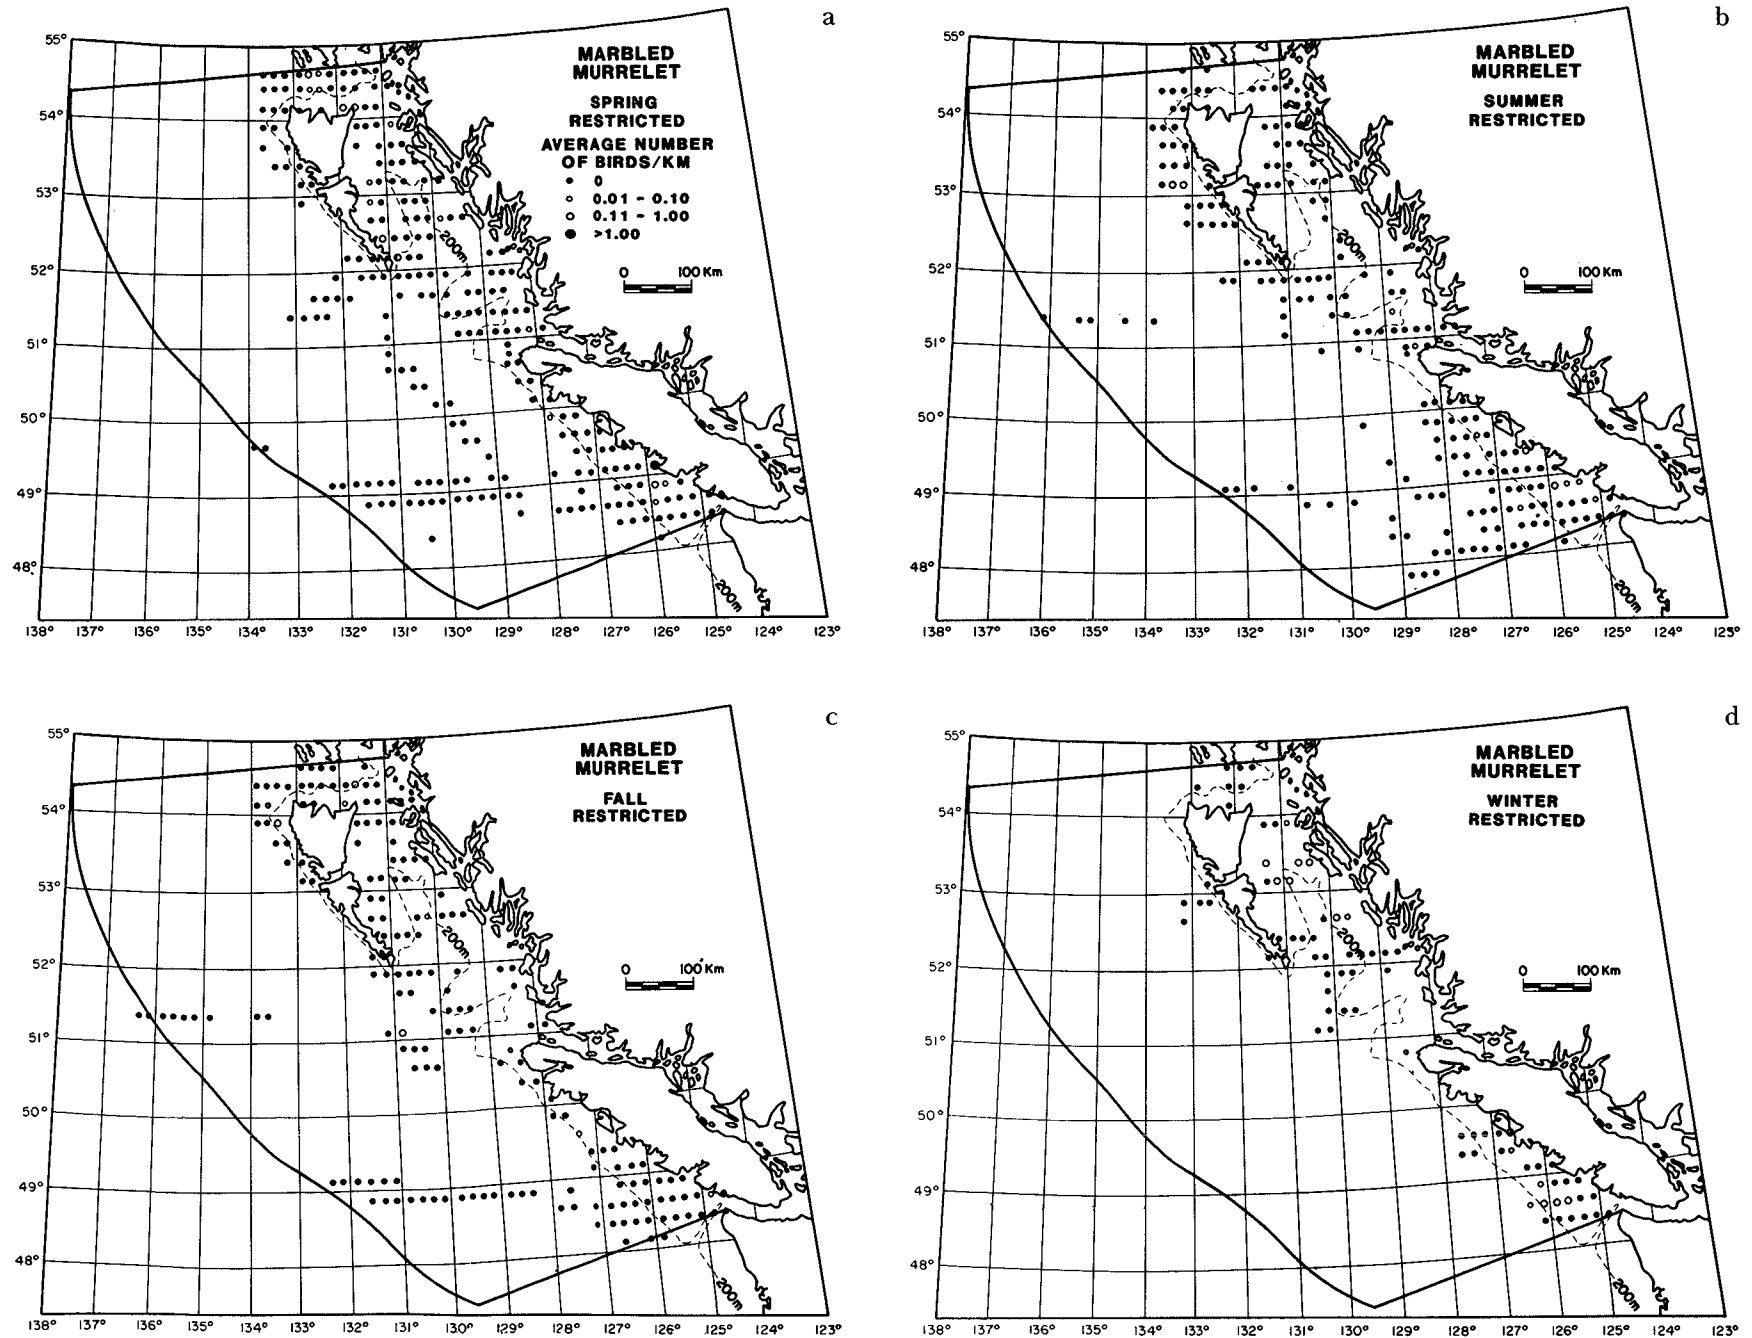 a
55°
54°
53°
52°
51°
50°
49°
48°
MARBLED
MURRELET
SPRING
RESTRICTED
AVERAGE NUMBER
OF BIRDS/KM
0
0.01 - 0.10
0.11 - 1.00
>1.00
0 100 Km
200m
200m
138° 137° 136° 135° 134° 133° 132° 131° 130° 129° 128° 127° 126° 125° 124° 123°
b
55°
54°
53°
52°
51°
50°
49°
48°
MARBLED
MURRELET
SUMMER
RESTRICTED
0 100 Km
200m
200m
138° 137° 136° 135° 134° 133° 132° 131° 130° 129° 128° 127° 126° 125° 124° 123°
c
55°
54°
53°
52°
51°
50°
49°
48°
MARBLED
MURRELET
FALL
RESTRICTED
0 100 Km
200m
200m
138° 137° 136° 135° 134° 133° 132° 131° 130° 129° 128° 127° 126° 125° 124° 123°
d
55°
54°
53°
52°
51°
50°
49°
48°
MARBLED
MURRELET
WINTER
RESTRICTED
0 100 Km
200m
200m
138° 137° 136° 135° 134° 133° 132° 131° 130° 129° 128° 127° 126° 125° 124° 123°